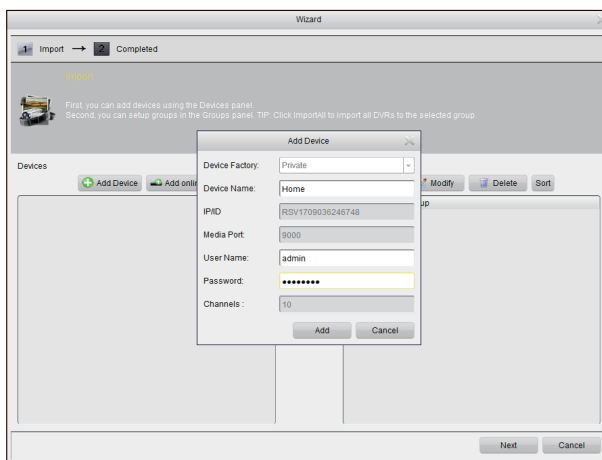 Wizard
1 Import → 2 Completed
Import
First, you can add devices using the Devices panel.
Second, you can setup groups in the Groups panel. TIP: Click ImportAll to import all DVRs to the selected group.
Add Device
Devices
Device Factory: Private
Add Device
Modify Delete Sort
Device Name: Home
IP/ID RSV1709036246748
Media Port: 9000
User Name: admin
Password: ••••••••
Channels : 10
Add Cancel
Next Cancel